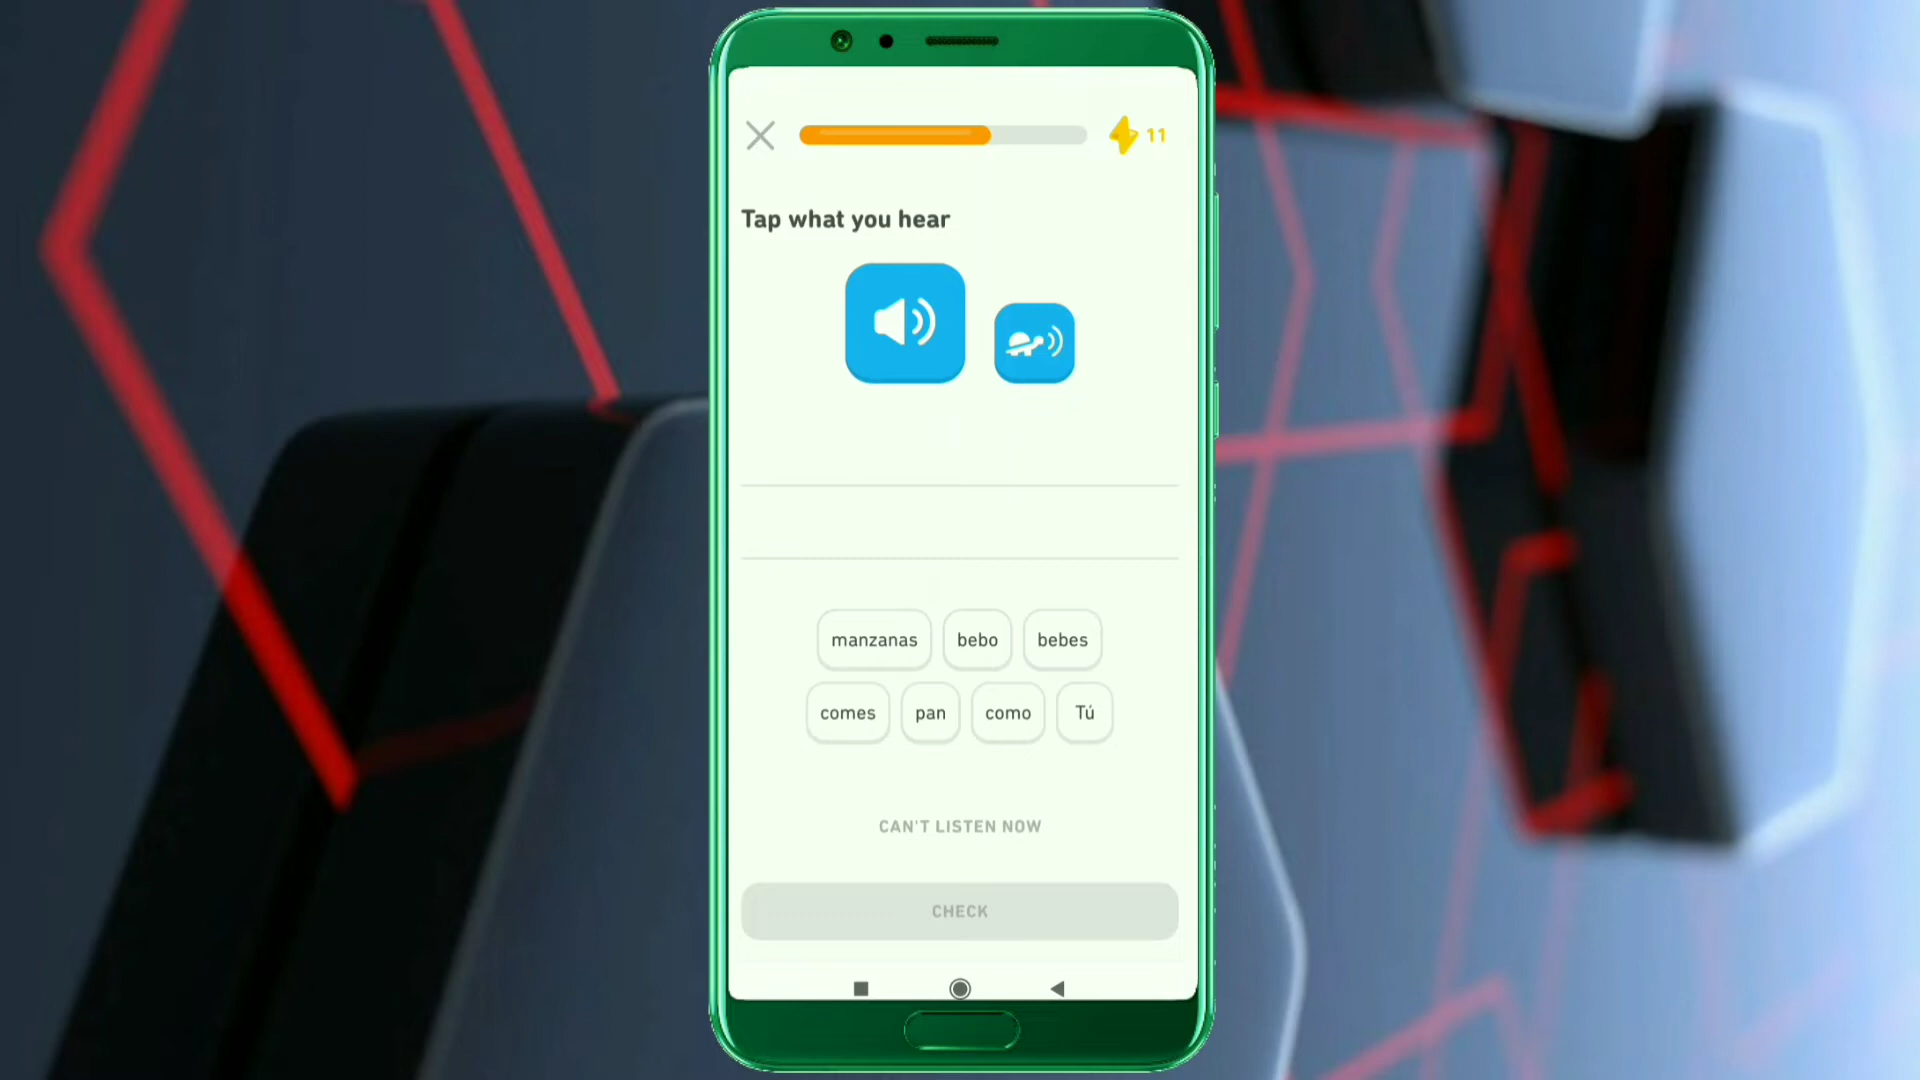 11
Tap what you hear
manzanas bebo bebes
comes pan como Tú
CAN'T LISTEN NOW
CHECK